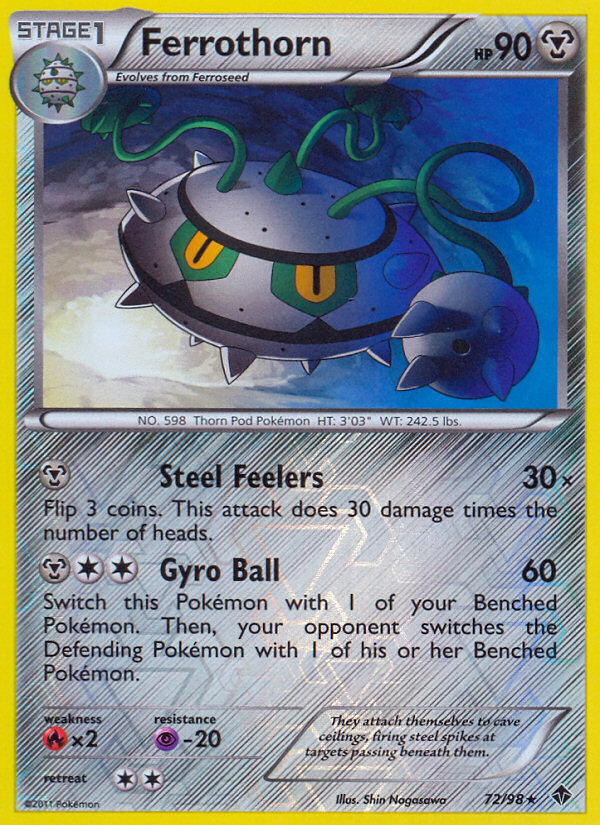 STAGE1
Ferrothorn
HP90
Evolves from Ferroseed
NO. 598 Thorn Pod Pokémon HT: 3'03" WT: 242.5 lbs.
Steel Feelers 30×
Flip 3 coins. This attack does 30 damage times the
number of heads.
Gyro Ball 60
Switch this Pokémon with 1 of your Benched
Pokémon. Then, your opponent switches the
Defending Pokémon with 1 of his or her Benched
Pokémon.
weakness
×2
resistance
-20
They attach themselves to cave
ceilings, firing steel spikes at
targets passing beneath them.
retreat
©2011 Pokémon
Illus. Shin Nagasawa
72/98★